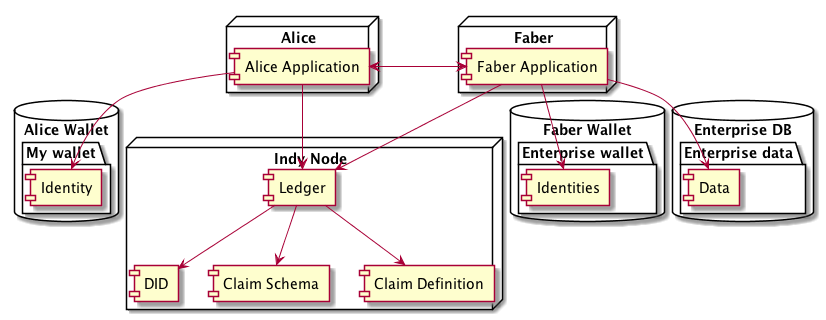 Alice
Faber
Alice Application
Faber Application
Alice Wallet
My wallet
Identity
Indy Node
Ledger
Faber Wallet
Enterprise wallet
Identities
Enterprise DB
Enterprise data
Data
DID
Claim Schema
Claim Definition